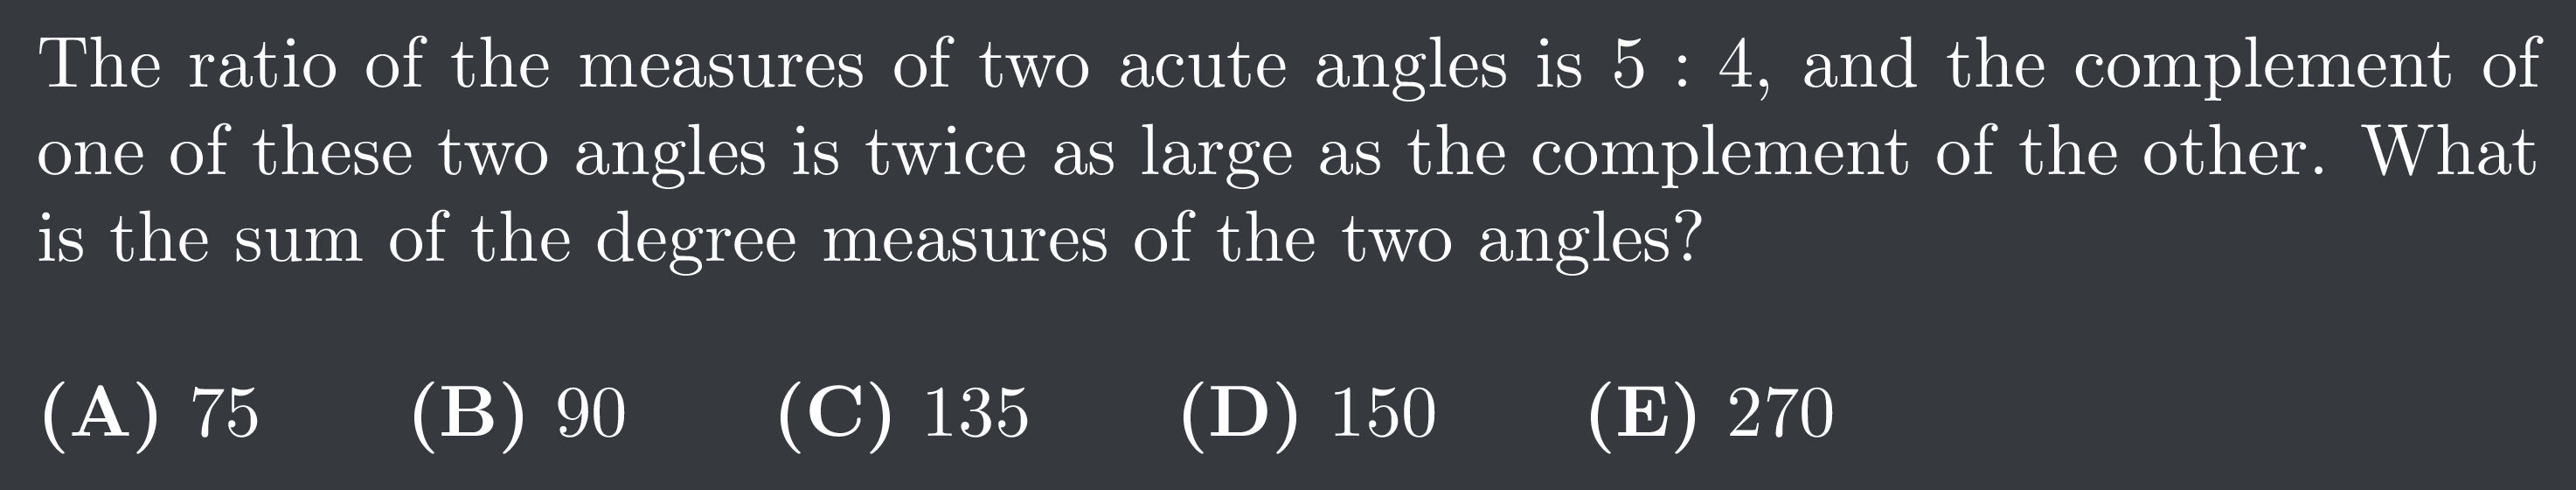 The ratio of the measures of two acute angles is 5 : 4, and the complement of
one of these two angles is twice as large as the complement of the other. What
is the sum of the degree measures of the two angles?
(A) 75 (B) 90 (C) 135 (D) 150 (E) 270